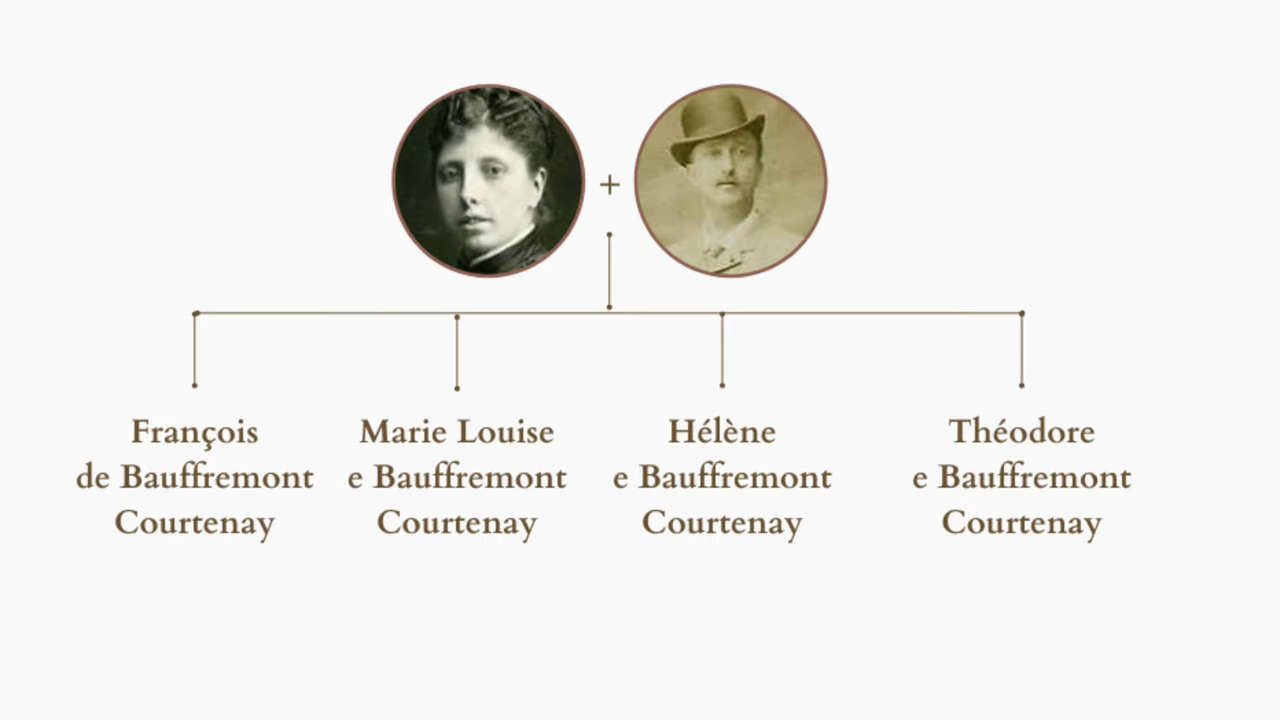 +
François
de Bauffremont
Courtenay
Marie Louise
e Bauffremont
Courtenay
Hélène
e Bauffremont
Courtenay
Théodore
e Bauffremont
Courtenay